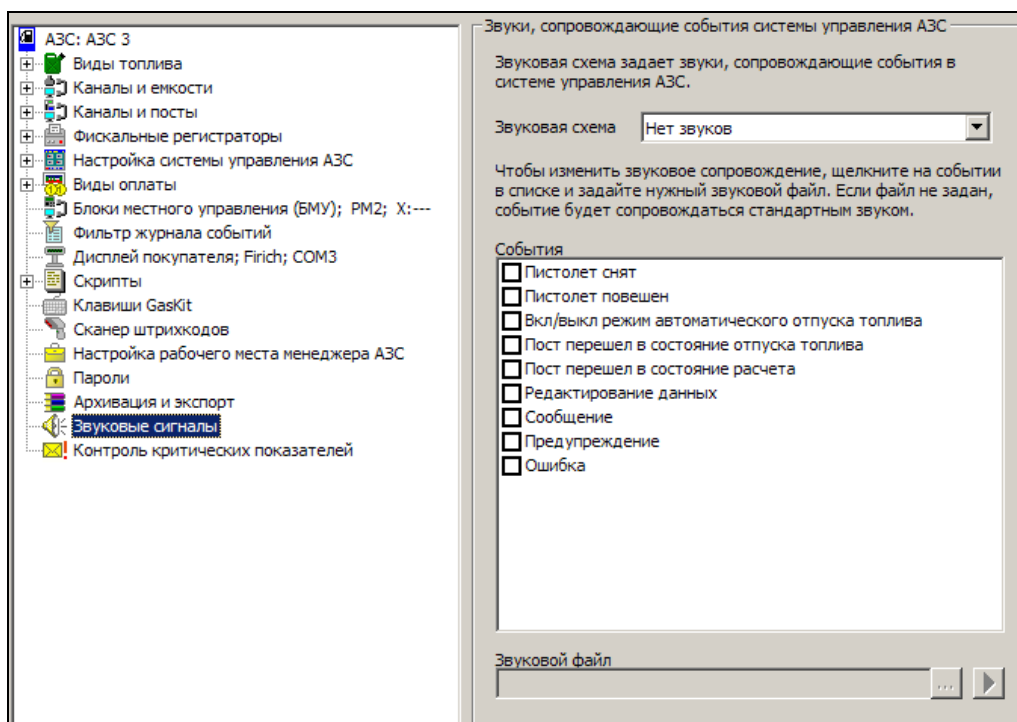 АЗС: АЗС 3
Виды топлива
Каналы и емкости
Каналы и посты
Фискальные регистраторы
Настройка системы управления АЗС
Виды оплаты
Блоки местного управления (БМУ); РМ2; X:---
Фильтр журнала событий
Дисплей покупателя; Firich; COM3
Скрипты
Клавиши GasKit
Сканер штрихкодов
Настройка рабочего места менеджера АЗС
Пароли
Архивация и экспорт
Звуковые сигналы
Контроль критических показателей
Звуки, сопровождающие события системы управления АЗС
Звуковая схема задает звуки, сопровождающие события в
системе управления АЗС.
Звуковая схема Нет звуков
Чтобы изменить звуковое сопровождение, щелкните на событии
в списке и задайте нужный звуковой файл. Если файл не задан,
событие будет сопровождаться стандартным звуком.
События
Пистолет снят
Пистолет повешен
Вкл/выкл режим автоматического отпуска топлива
Пост перешел в состояние отпуска топлива
Пост перешел в состояние расчета
Редактирование данных
Сообщение
Предупреждение
Ошибка
Звуковой файл
...